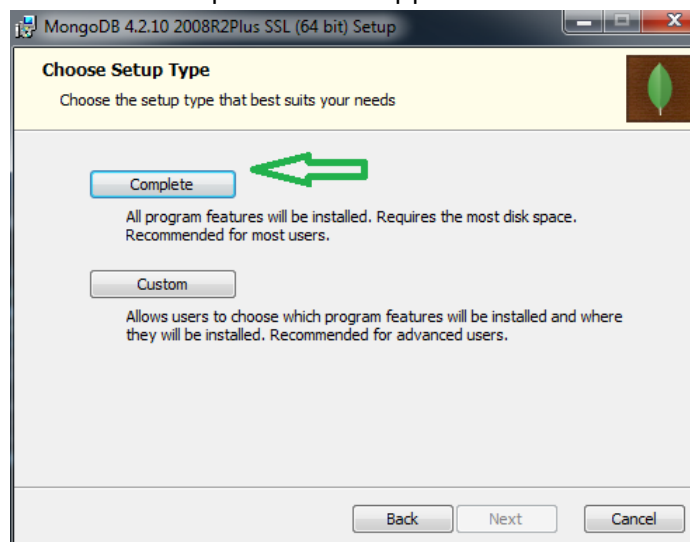 MongoDB 4.2.10 2008R2Plus SSL (64 bit) Setup
Choose Setup Type
Choose the setup type that best suits your needs
Complete
All program features will be installed. Requires the most disk space.
Recommended for most users.
Custom
Allows users to choose which program features will be installed and where
they will be installed. Recommended for advanced users.
Back Next Cancel